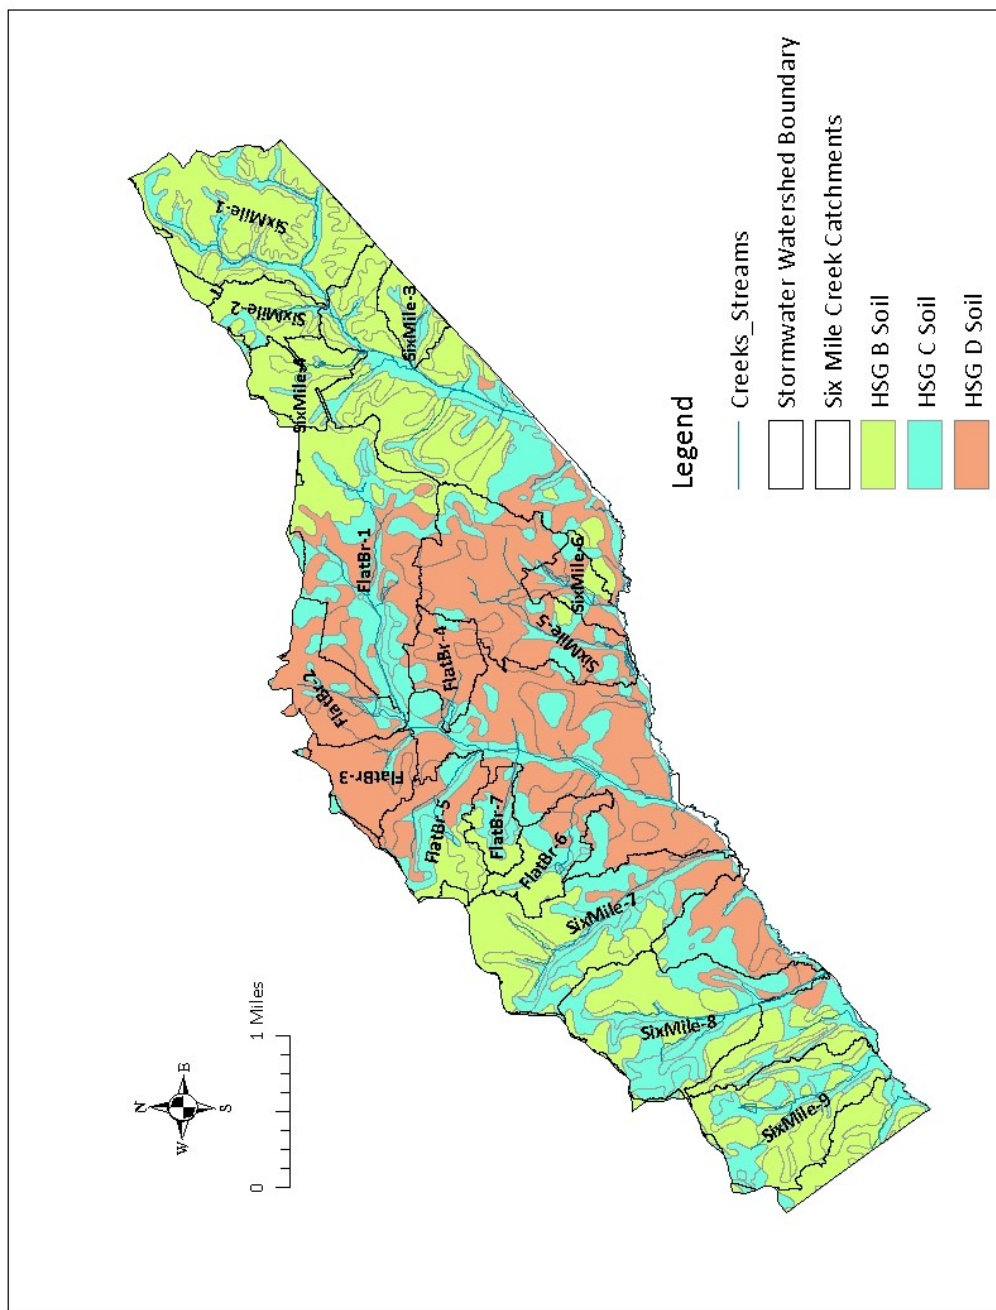 N
W
B
S
0
1 Miles
SixMile-1
SixMile-2
SixMile-3
SixMile-4
FlatBr-1
FlatBr-2
FlatBr-3
FlatBr-4
FlatBr-5
FlatBr-6
FlatBr-7
SixMile-5
SixMile-6
SixMile-7
SixMile-8
SixMile-9
Legend
Creeks_Streams
Stormwater Watershed Boundary
Six Mile Creek Catchments
HSG B Soil
HSG C Soil
HSG D Soil